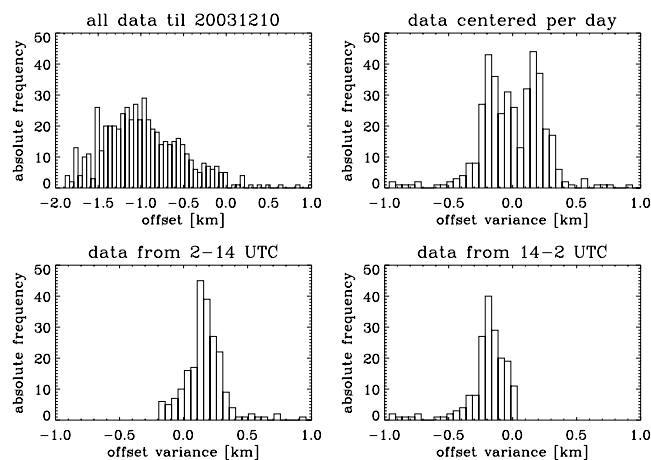 all data til 20031210
absolute frequency
50
40
30
20
10
0
-2.0 -1.5 -1.0 -0.5 0.0 0.5 1.0
offset [km]
data centered per day
absolute frequency
50
40
30
20
10
0
-1.0 -0.5 0.0 0.5 1.0
offset variance [km]
data from 2-14 UTC
absolute frequency
50
40
30
20
10
0
-1.0 -0.5 0.0 0.5 1.0
offset variance [km]
data from 14-2 UTC
absolute frequency
50
40
30
20
10
0
-1.0 -0.5 0.0 0.5 1.0
offset variance [km]